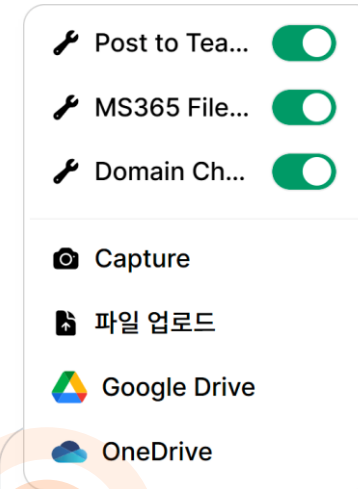 Post to Tea...
MS365 File...
Domain Ch...
Capture
파일 업로드
Google Drive
OneDrive